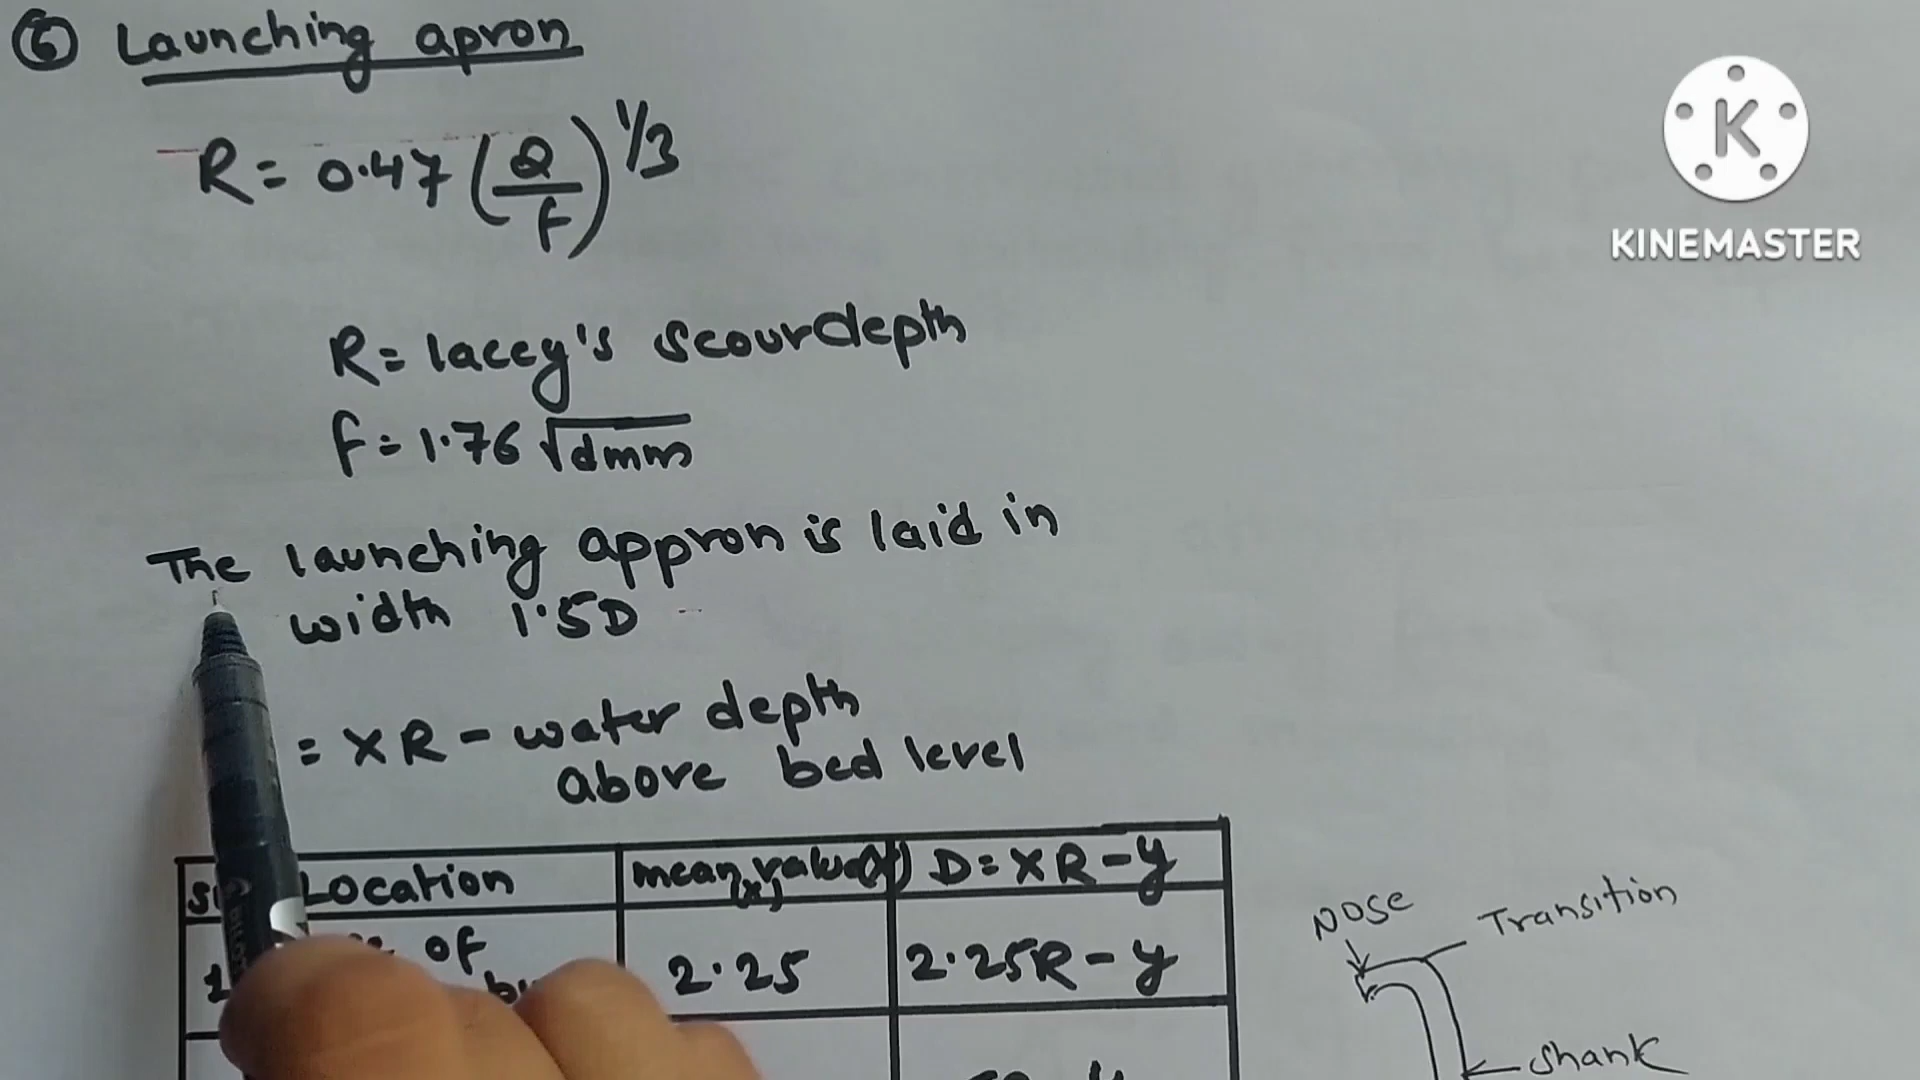 6 Launching apron
R = 0.47 (Q/f)^1/3
R = lacey's scourdepth
f = 1.76 √dmm
The launching appron is laid in
width 1.5D
= XR - water depth
above bed level
Location mean value(x) D = XR - y
(x)
1 of 2.25 2.25R - y
Nose
Transition
Shank
K
KINEMASTER